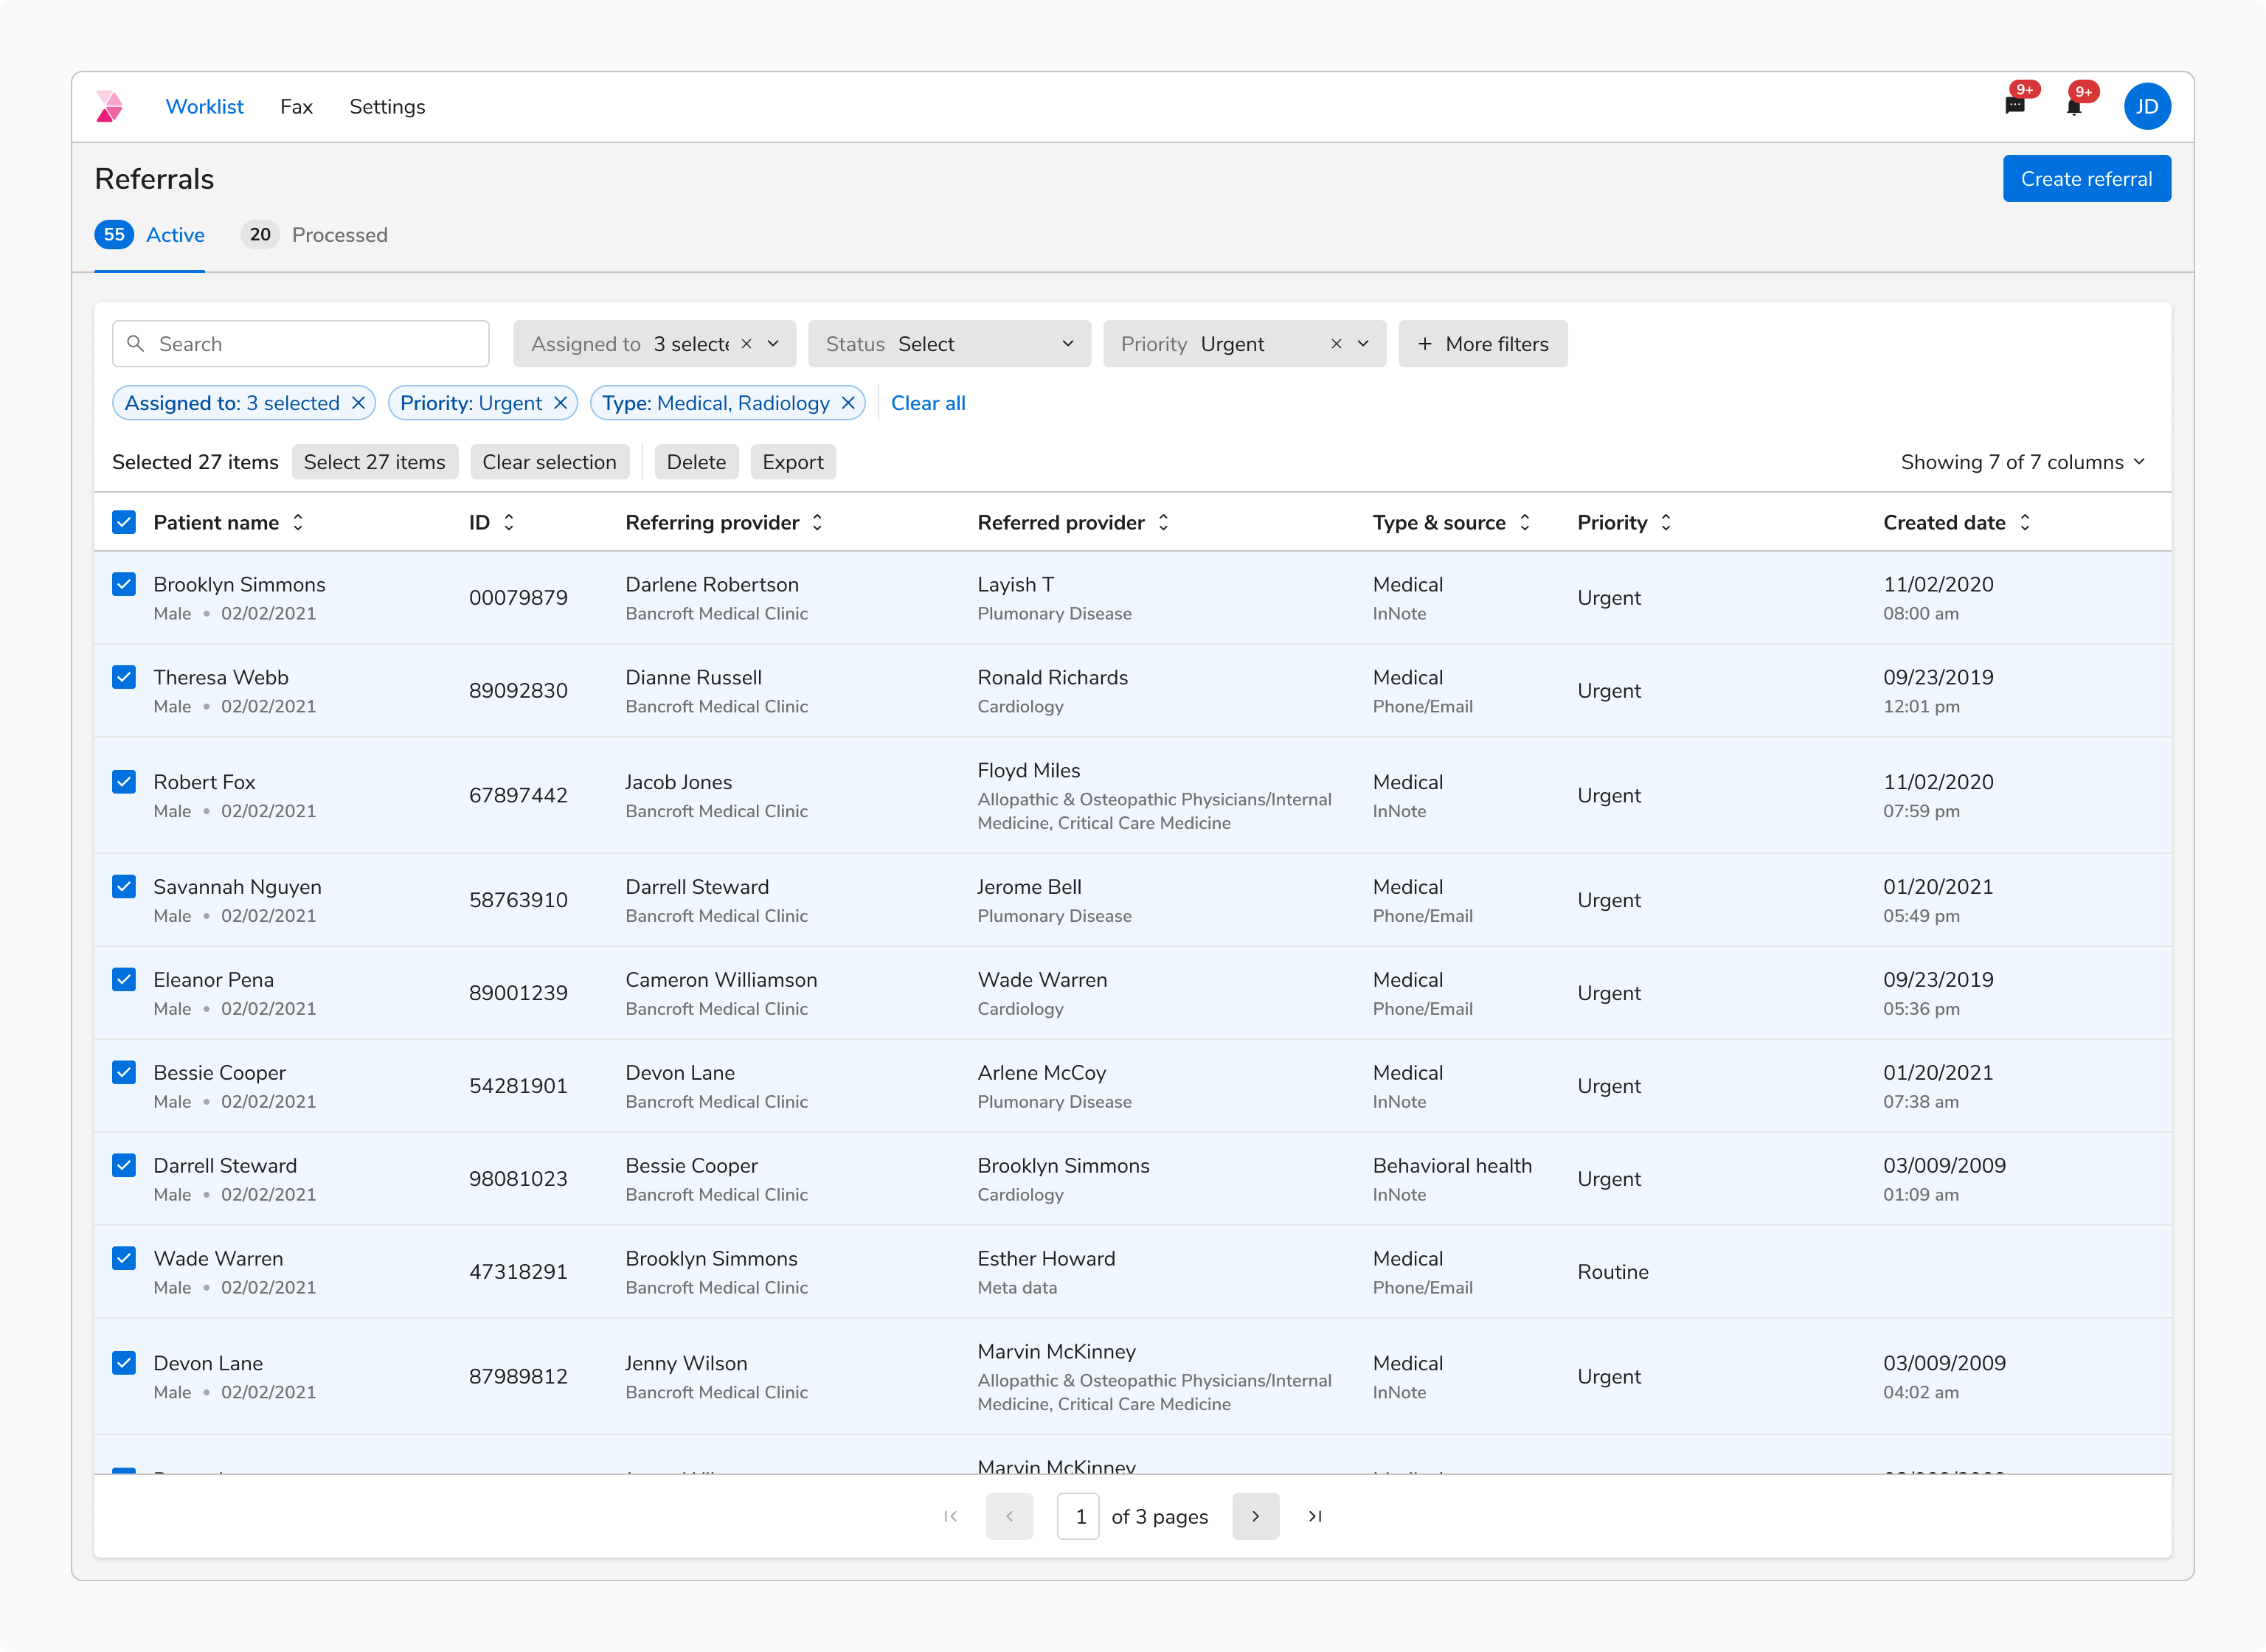 Worklist Fax Settings 9+ 9+ JD
Referrals Create referral
55 Active 20 Processed
Search Assigned to 3 selecte Status Select Priority Urgent More filters
Assigned to: 3 selected Priority: Urgent Type: Medical, Radiology Clear all
Selected 27 items Select 27 items Clear selection Delete Export Showing 7 of 7 columns
Patient name ID Referring provider Referred provider Type & source Priority Created date
Brooklyn Simmons 00079879 Darlene Robertson Layish T Medical Urgent 11/02/2020
Male • 02/02/2021 Bancroft Medical Clinic Plumonary Disease InNote 08:00 am
Theresa Webb 89092830 Dianne Russell Ronald Richards Medical Urgent 09/23/2019
Male • 02/02/2021 Bancroft Medical Clinic Cardiology Phone/Email 12:01 pm
Robert Fox 67897442 Jacob Jones Floyd Miles Medical Urgent 11/02/2020
Male • 02/02/2021 Bancroft Medical Clinic Allopathic & Osteopathic Physicians/Internal InNote 07:59 pm
Medicine, Critical Care Medicine
Savannah Nguyen 58763910 Darrell Steward Jerome Bell Medical Urgent 01/20/2021
Male • 02/02/2021 Bancroft Medical Clinic Plumonary Disease Phone/Email 05:49 pm
Eleanor Pena 89001239 Cameron Williamson Wade Warren Medical Urgent 09/23/2019
Male • 02/02/2021 Bancroft Medical Clinic Cardiology Phone/Email 05:36 pm
Bessie Cooper 54281901 Devon Lane Arlene McCoy Medical Urgent 01/20/2021
Male • 02/02/2021 Bancroft Medical Clinic Plumonary Disease InNote 07:38 am
Darrell Steward 98081023 Bessie Cooper Brooklyn Simmons Behavioral health Urgent 03/009/2009
Male • 02/02/2021 Bancroft Medical Clinic Cardiology InNote 01:09 am
Wade Warren 47318291 Brooklyn Simmons Esther Howard Medical Routine
Male • 02/02/2021 Bancroft Medical Clinic Meta data Phone/Email
Devon Lane 87989812 Jenny Wilson Marvin McKinney Medical Urgent 03/009/2009
Male • 02/02/2021 Bancroft Medical Clinic Allopathic & Osteopathic Physicians/Internal InNote 04:02 am
Medicine, Critical Care Medicine
Marvin McKinney
1 of 3 pages